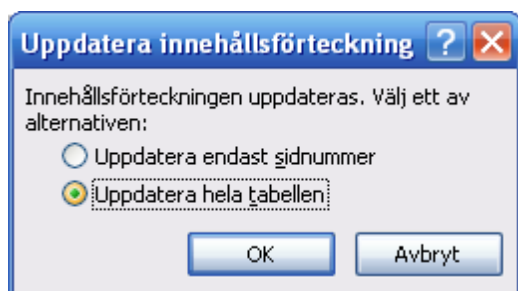 Uppdatera innehållsförteckning
Innehållsförteckningen uppdateras. Välj ett av
alternativen:
Uppdatera endast sidnummer
Uppdatera hela tabellen
OK
Avbryt